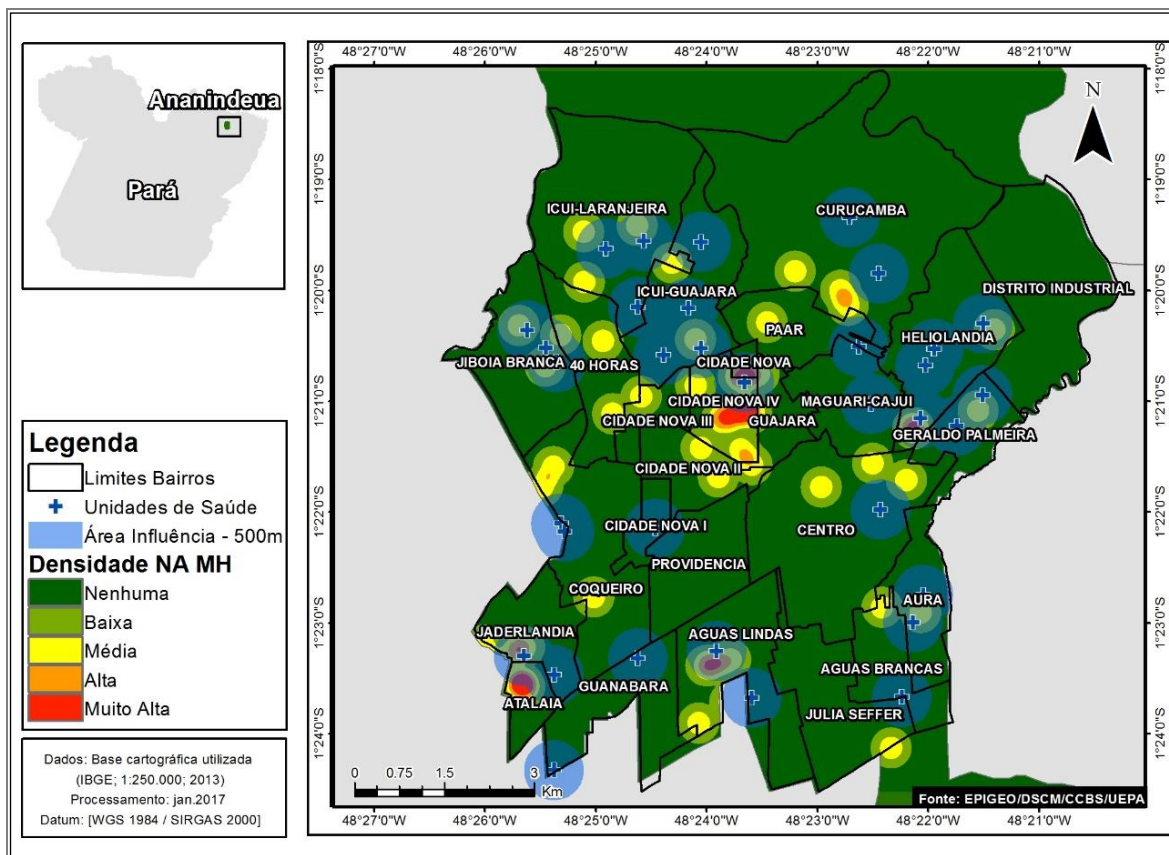 Ananindeua
Pará
Legenda
Limites Bairros
Unidades de Saúde
Área Influência - 500m
Densidade NA MH
Nenhuma
Baixa
Média
Alta
Muito Alta
Dados: Base cartográfica utilizada
(IBGE; 1:250.000; 2013)
Processamento: jan.2017
Datum: [WGS 1984 / SIRGAS 2000]
48°27'0"W 48°26'0"W 48°25'0"W 48°24'0"W 48°23'0"W 48°22'0"W 48°21'0"W
1°18'0"S 1°18'0"S
1°19'0"S 1°19'0"S
1°20'0"S 1°20'0"S
1°21'0"S 1°21'0"S
1°22'0"S 1°22'0"S
1°23'0"S 1°23'0"S
1°24'0"S 1°24'0"S
N
ICUI-LARANJEIRA
CURUCAMBA
DISTRITO INDUSTRIAL
ICUI-GUAJARA
PAAR
HELIOLANDIA
JIBOIA BRANCA
40 HORAS
CIDADE NOVA
CIDADE NOVA IV
MAGUARI-CAJUI
CIDADE NOVA III
GUAJARA
GERALDO PALMEIRA
CIDADE NOVA II
CIDADE NOVA I
CENTRO
PROVIDENCIA
COQUEIRO
AURA
JADERLANDIA
AGUAS LINDAS
AGUAS BRANCAS
GUANABARA
ATALAIA
JULIA SEFFER
0 0.75 1.5 3
Km
Fonte: EPIGEO/DSCM/CCBS/UEPA
48°27'0"W 48°26'0"W 48°25'0"W 48°24'0"W 48°23'0"W 48°22'0"W 48°21'0"W